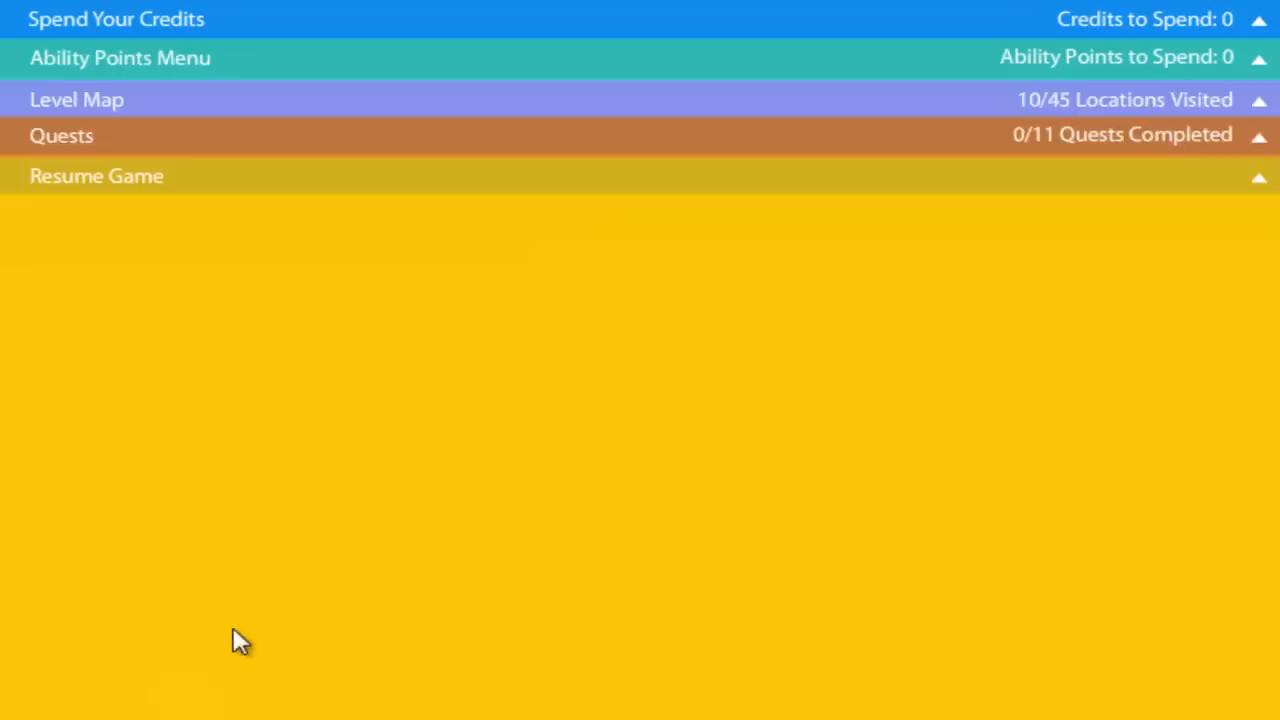 Spend Your Credits Credits to Spend: 0
Ability Points Menu Ability Points to Spend: 0
Level Map 10/45 Locations Visited
Quests 0/11 Quests Completed
Resume Game